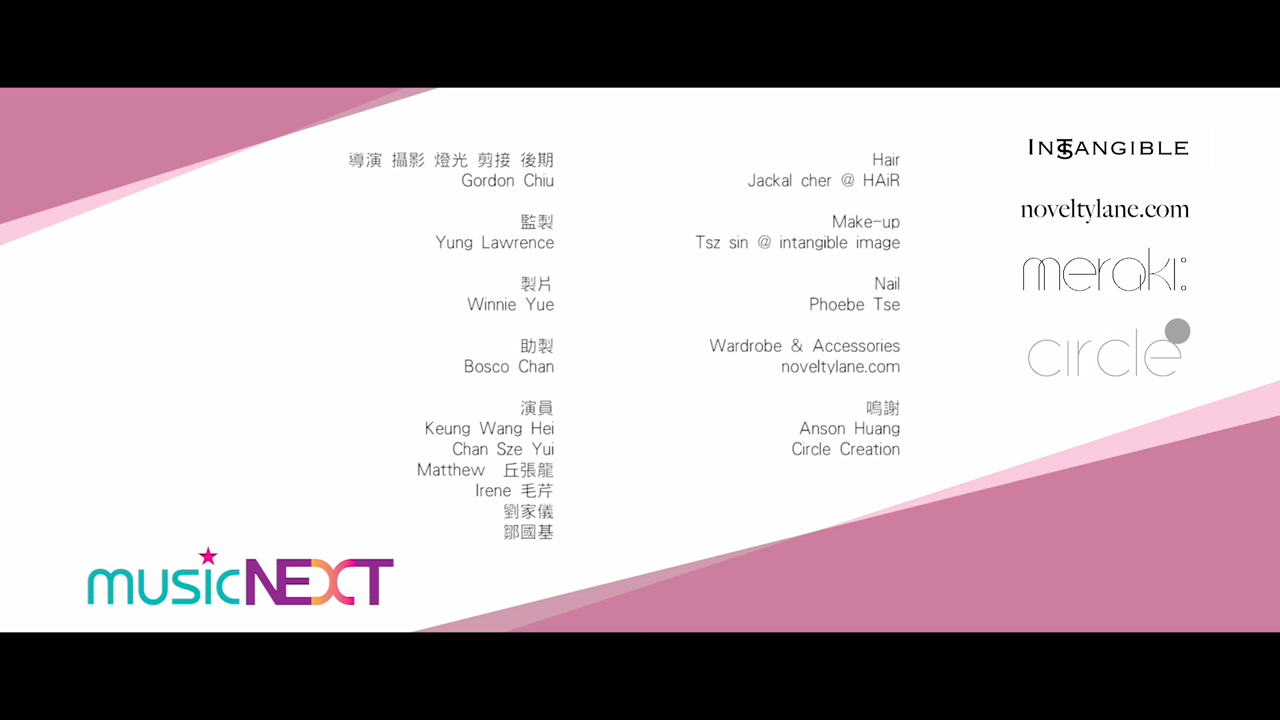 導演 攝影 燈光 剪接 後期
Gordon Chiu
監製
Yung Lawrence
製片
Winnie Yue
助製
Bosco Chan
演員
Keung Wang Hei
Chan Sze Yui
Matthew 丘張龍
Irene 毛芹
劉家儀
鄒國基
Hair
Jackal cher @ HAiR
Make-up
Tsz sin @ intangible image
Nail
Phoebe Tse
Wardrobe & Accessories
noveltylane.com
嗚謝
Anson Huang
Circle Creation
INTANGIBLE
noveltylane.com
meraki:
circle
musicNEXT